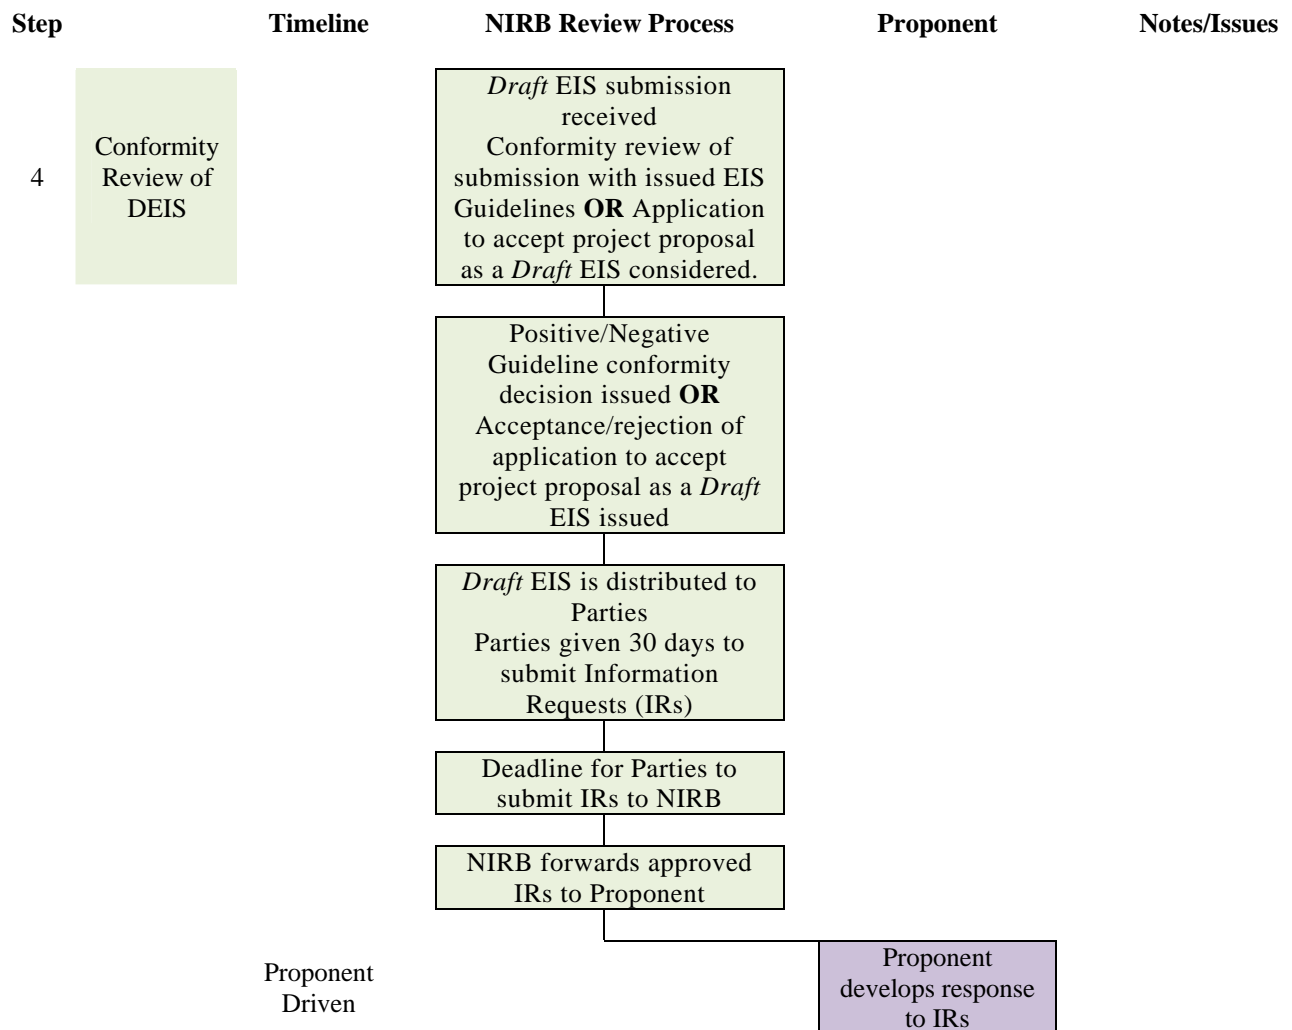 Step Timeline NIRB Review Process Proponent Notes/Issues
4
Conformity
Review of
DEIS
Draft EIS submission
received
Conformity review of
submission with issued EIS
Guidelines OR Application
to accept project proposal
as a Draft EIS considered.
Positive/Negative
Guideline conformity
decision issued OR
Acceptance/rejection of
application to accept
project proposal as a Draft
EIS issued
Draft EIS is distributed to
Parties
Parties given 30 days to
submit Information
Requests (IRs)
Deadline for Parties to
submit IRs to NIRB
NIRB forwards approved
IRs to Proponent
Proponent
Driven
Proponent
develops response
to IRs